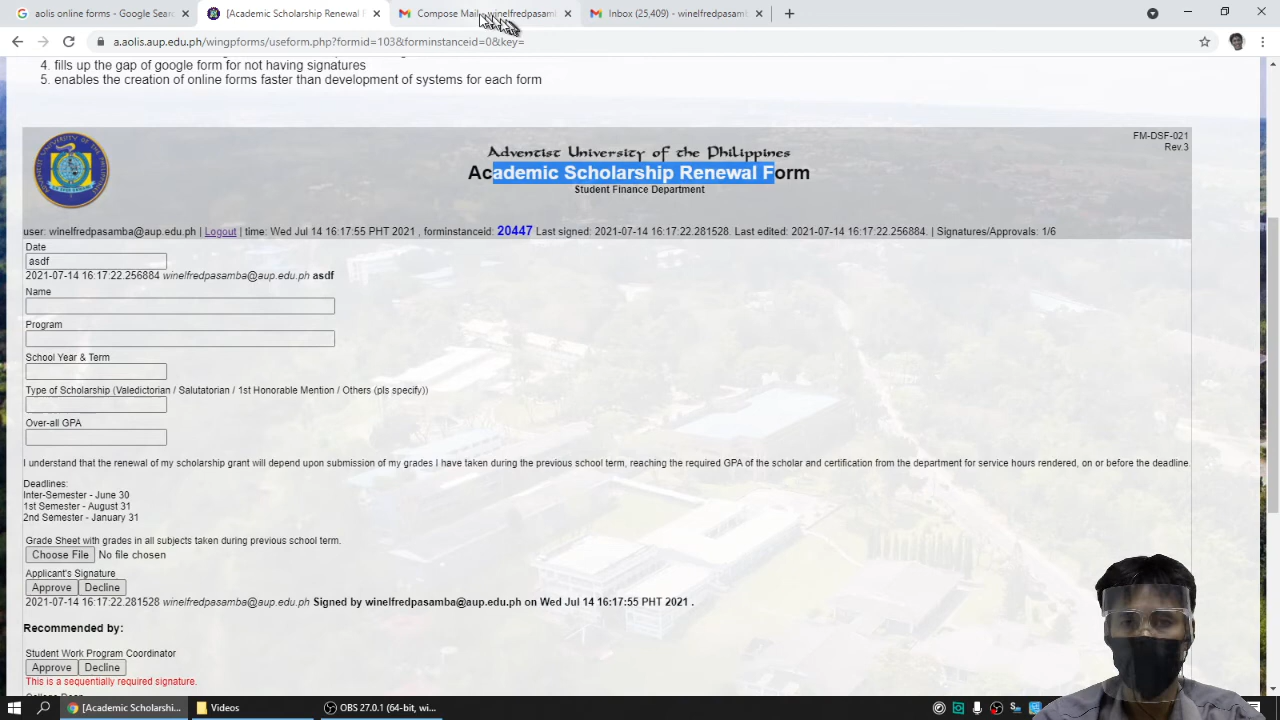 aolis online forms - Google Sear
[Academic Scholarship Renewal
Compose Mail - winelfredpasam
Inbox (25,409) - winelfredpasam
a.aolis.aup.edu.ph/wingpforms/useform.php?formid=103&forminstanceid=0&key=
4. fills up the gap of google form for not having signatures
5. enables the creation of online forms faster than development of systems for each form
FM-DSF-021
Rev.3
Adventist University of the Philippines
Academic Scholarship Renewal Form
Student Finance Department
user: winelfredpasamba@aup.edu.ph | Logout | time: Wed Jul 14 16:17:55 PHT 2021 , forminstanceid: 20447 Last signed: 2021-07-14 16:17:22.281528. Last edited: 2021-07-14 16:17:22.256884. | Signatures/Approvals: 1/6
Date
asdf
2021-07-14 16:17:22.256884 winelfredpasamba@aup.edu.ph asdf
Name
Program
School Year & Term
Type of Scholarship (Valedictorian / Salutatorian / 1st Honorable Mention / Others (pls specify))
Over-all GPA
I understand that the renewal of my scholarship grant will depend upon submission of my grades I have taken during the previous school term, reaching the required GPA of the scholar and certification from the department for service hours rendered, on or before the deadline.
Deadlines:
Inter-Semester - June 30
1st Semester - August 31
2nd Semester - January 31
Grade Sheet with grades in all subjects taken during previous school term.
Choose File No file chosen
Applicant's Signature
Approve Decline
2021-07-14 16:17:22.281528 winelfredpasamba@aup.edu.ph Signed by winelfredpasamba@aup.edu.ph on Wed Jul 14 16:17:55 PHT 2021 .
Recommended by:
Student Work Program Coordinator
Approve Decline
This is a sequentially required signature.
[Academic Scholarshi...
Videos
OBS 27.0.1 (64-bit, wi...